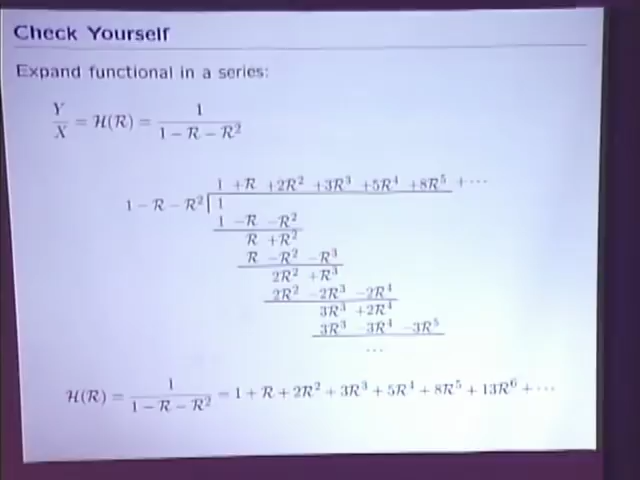 Check Yourself
Expand functional in a series:
Y/X = H(R) = 1/(1 − R − R²)
1 +R +2R² +3R³ +5R⁴ +8R⁵ + ⋯
1 − R − R² | 1
1 −R −R²
R +R²
R −R² −R³
2R² +R³
2R² −2R³ −2R⁴
3R³ +2R⁴
3R³ −3R⁴ −3R⁵
⋯
H(R) = 1/(1 − R − R²) = 1 + R + 2R² + 3R³ + 5R⁴ + 8R⁵ + 13R⁶ + ⋯